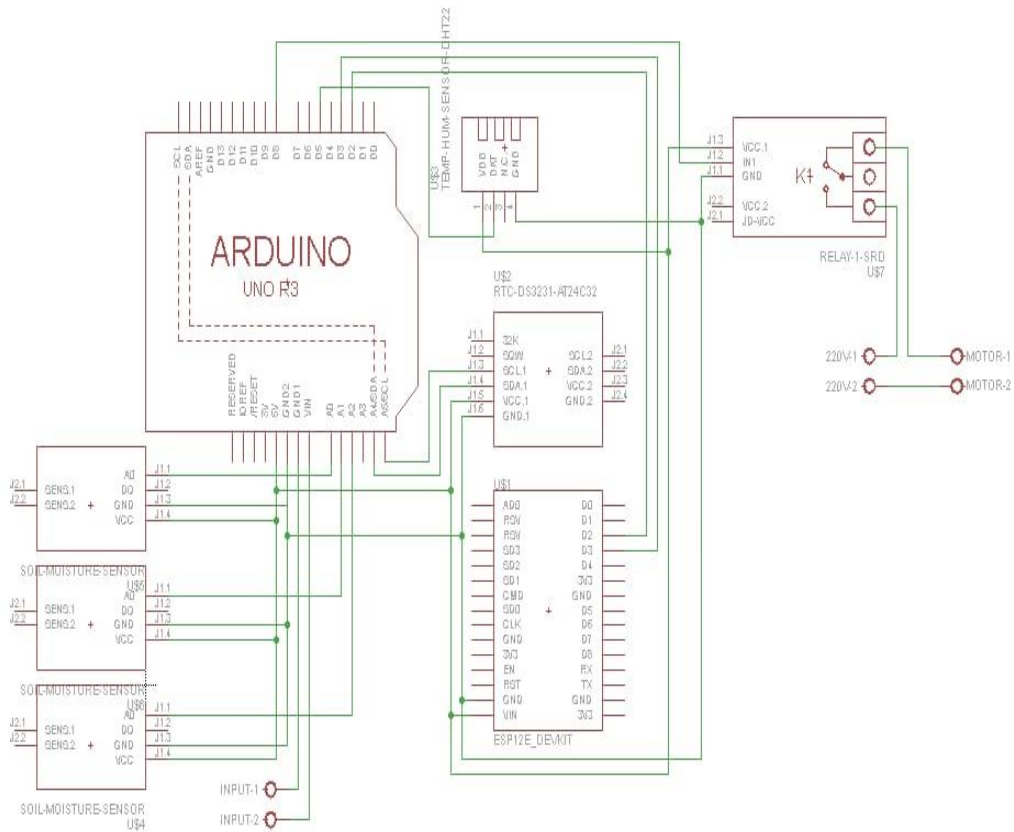 TEMP-HUM-SENSOR-DHT22
U$3
SCL
SDA
AREF
GND
D13
D12
D11
D10
D9
D8
D7
D6
D5
D4
D3
D2
D1
D0
ARDUINO
UNO R3
RESERVED
IOREF
/RESET
3V
5V
GND2
GND1
VIN
A0
A1
A2
A3
A4/SDA
A5/SCL
VDD
DAT
N.C.
GND
1
2
3
4
J1.3
J1.2
J1.1
J2.2
J2.1
VCC.1
IN1
GND
VCC.2
JD-VCC
K1
RELAY-1-SRD
U$7
U$2
RTC-DS3231-AT24C32
J1.1
J1.2
J1.3
J1.4
J1.5
J1.6
32K
SQW
SCL.1
SDA.1
VCC.1
GND.1
SCL.2
SDA.2
VCC.2
GND.2
J2.1
J2.2
J2.3
J2.4
220V-1
MOTOR-1
220V-2
MOTOR-2
U$1
AD0
RSV
RSV
SD3
SD2
SD1
CMD
SD0
CLK
GND
3V3
EN
RST
GND
VIN
D0
D1
D2
D3
D4
3V3
GND
D5
D6
D7
D8
RX
TX
GND
3V3
ESP12E_DEVKIT
J2.1
J2.2
SENS.1
SENS.2
A0
D0
GND
VCC
J1.1
J1.2
J1.3
J1.4
SOIL-MOISTURE-SENSOR
U$5
J2.1
J2.2
SENS.1
SENS.2
A0
D0
GND
VCC
J1.1
J1.2
J1.3
J1.4
SOIL-MOISTURE-SENSOR
U$6
J2.1
J2.2
SENS.1
SENS.2
A0
D0
GND
VCC
J1.1
J1.2
J1.3
J1.4
SOIL-MOISTURE-SENSOR
U$4
INPUT-1
INPUT-2